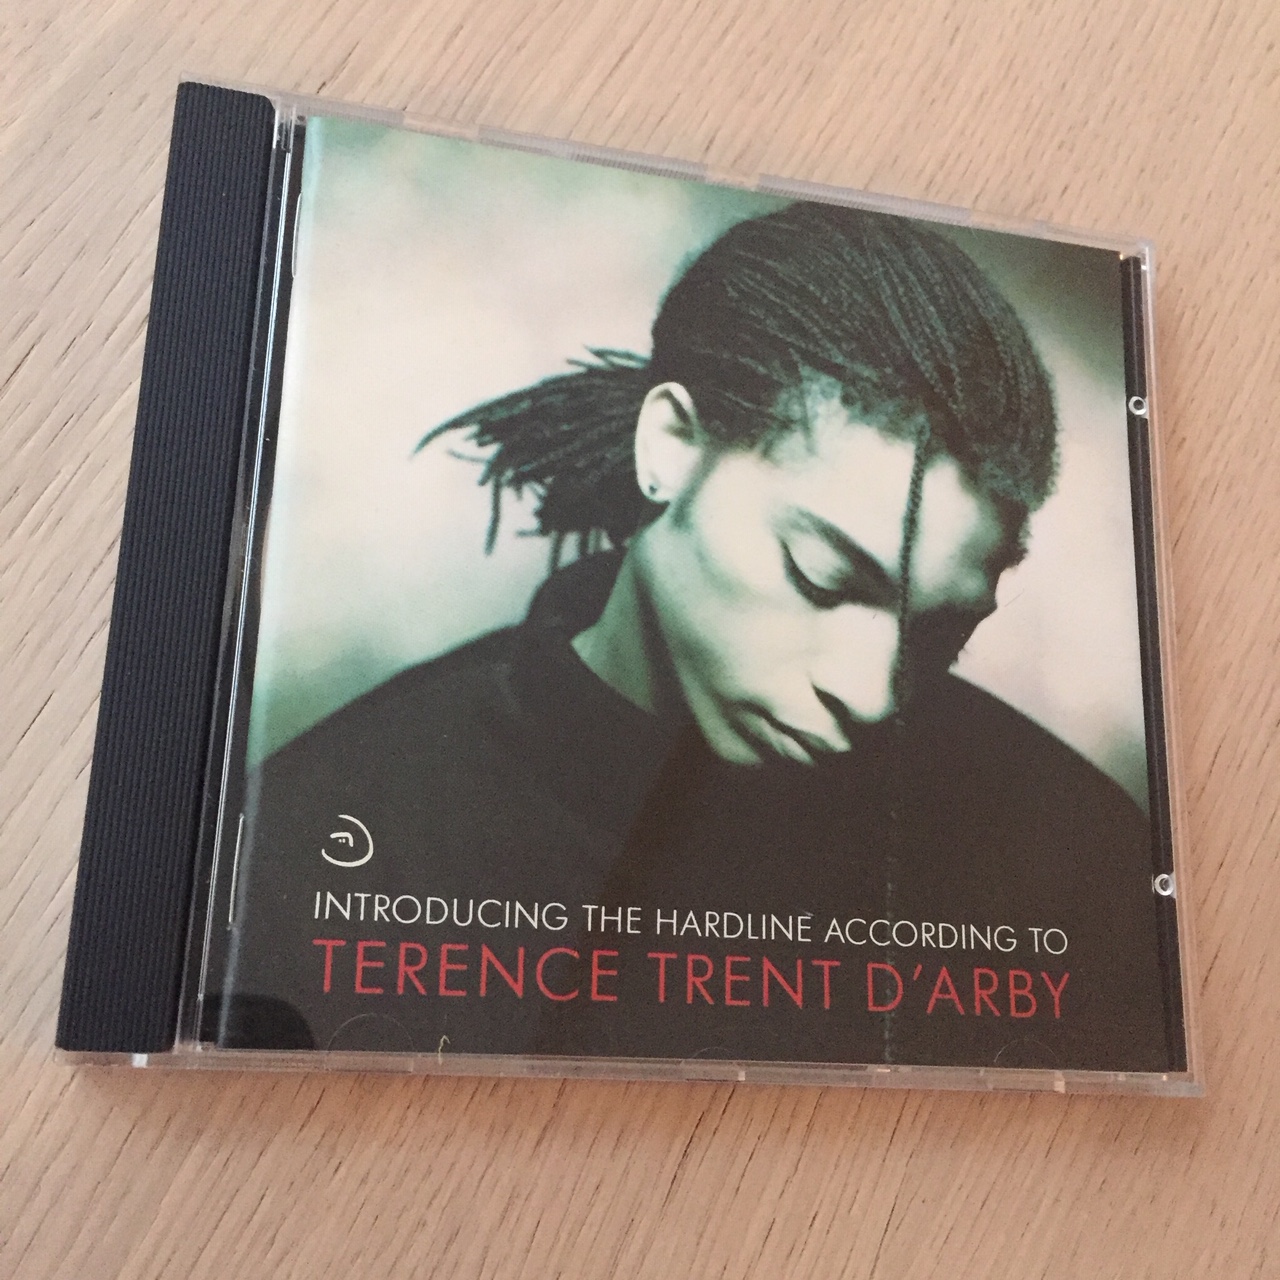 INTRODUCING THE HARDLINE ACCORDING TO
TERENCE TRENT D'ARBY